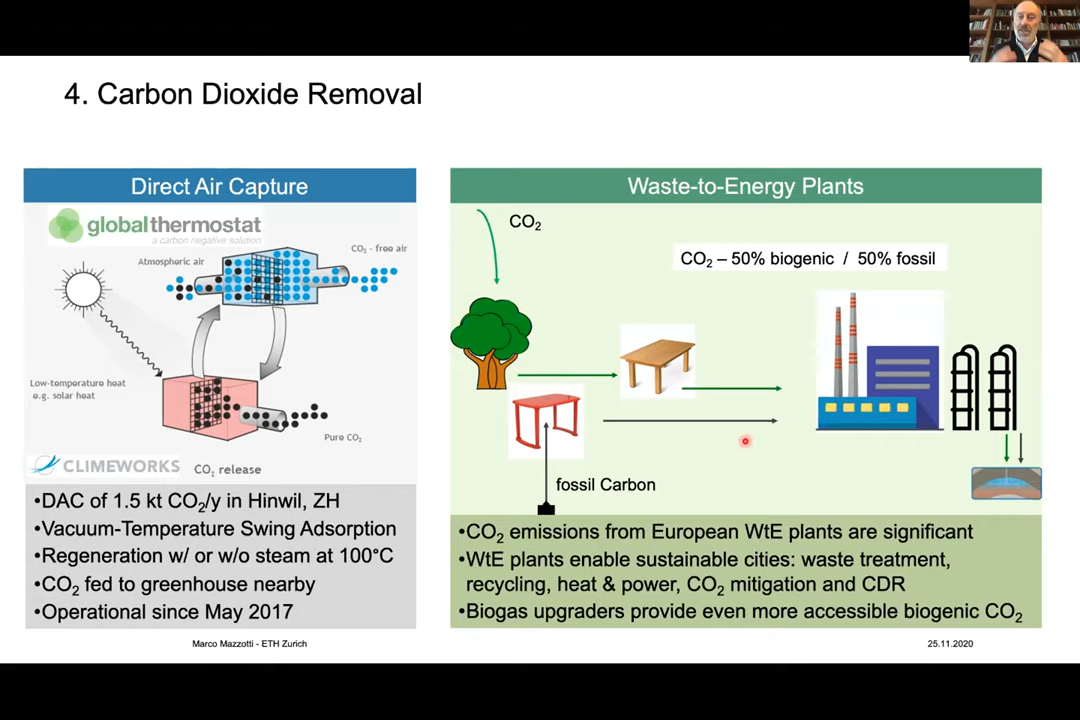 4. Carbon Dioxide Removal
Direct Air Capture
globalthermostat
a carbon negative solution
CO₂ - free air
Atmospheric air
Low-temperature heat
e.g. solar heat
Pure CO₂
CLIMEWORKS
CO₂ release
•DAC of 1.5 kt CO₂/y in Hinwil, ZH
•Vacuum-Temperature Swing Adsorption
•Regeneration w/ or w/o steam at 100°C
•CO₂ fed to greenhouse nearby
•Operational since May 2017
Waste-to-Energy Plants
CO₂
CO₂ – 50% biogenic / 50% fossil
fossil Carbon
•CO₂ emissions from European WtE plants are significant
•WtE plants enable sustainable cities: waste treatment,
recycling, heat & power, CO₂ mitigation and CDR
•Biogas upgraders provide even more accessible biogenic CO₂
Marco Mazzotti - ETH Zurich
25.11.2020